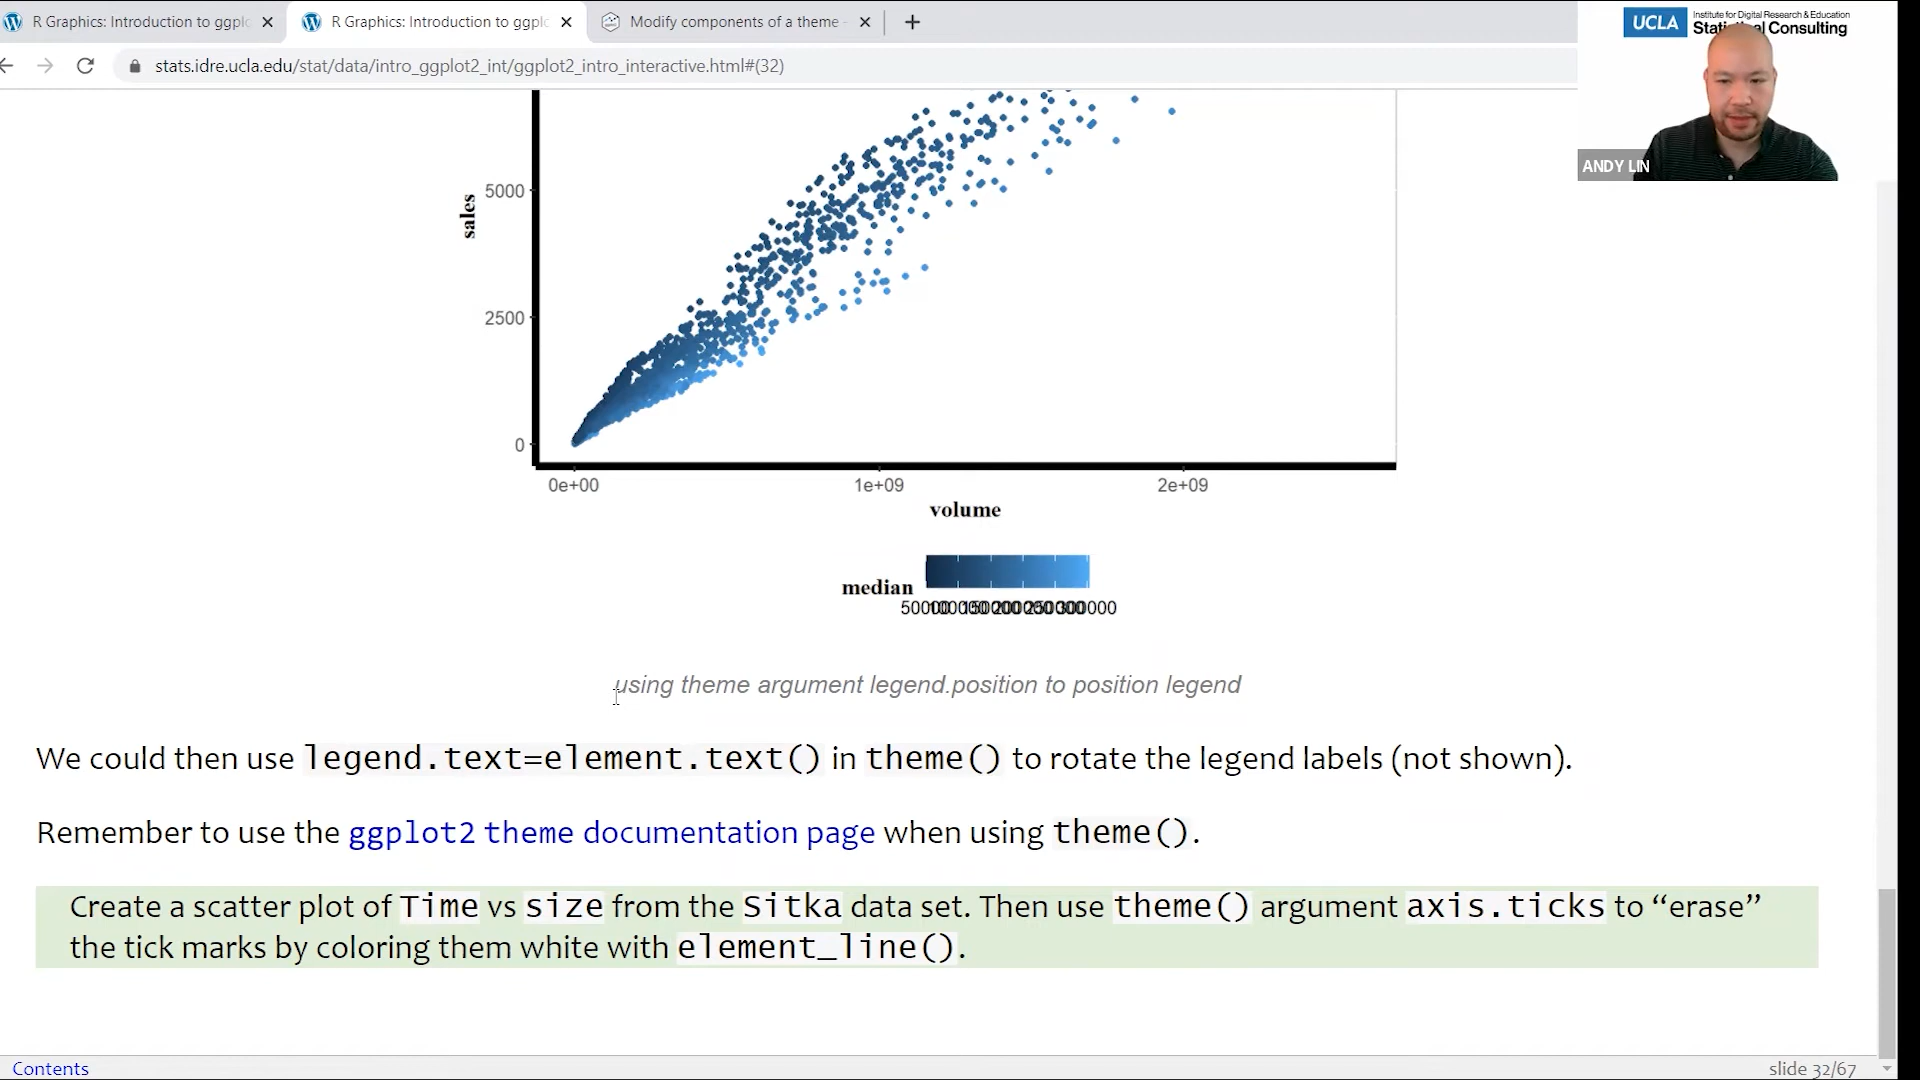 R Graphics: Introduction to ggplo
R Graphics: Introduction to ggplo
Modify components of a theme
stats.idre.ucla.edu/stat/data/intro_ggplot2_int/ggplot2_intro_interactive.html#(32)
UCLA
Institute for Digital Research & Education
Consulting
ANDY LIN
sales
5000
2500
0
0e+00 1e+09 2e+09
volume
median
using theme argument legend.position to position legend
We could then use legend.text=element.text() in theme() to rotate the legend labels (not shown).
Remember to use the ggplot2 theme documentation page when using theme().
Create a scatter plot of Time vs size from the Sitka data set. Then use theme() argument axis.ticks to “erase”
the tick marks by coloring them white with element_line().
Contents
slide 32/67